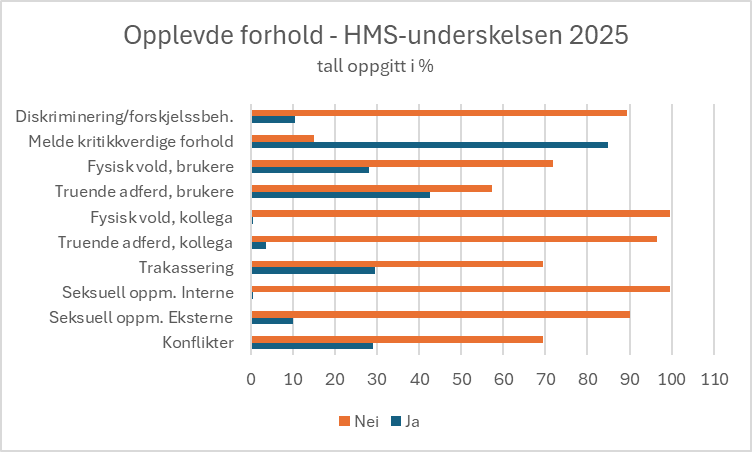 Opplevde forhold - HMS-underskelsen 2025
tall oppgitt i %
Diskriminering/forskjelssbeh.
Melde kritikkverdige forhold
Fysisk vold, brukere
Truende adferd, brukere
Fysisk vold, kollega
Truende adferd, kollega
Trakassering
Seksuell oppm. Interne
Seksuell oppm. Eksterne
Konflikter
0 10 20 30 40 50 60 70 80 90 100 110
Nei Ja